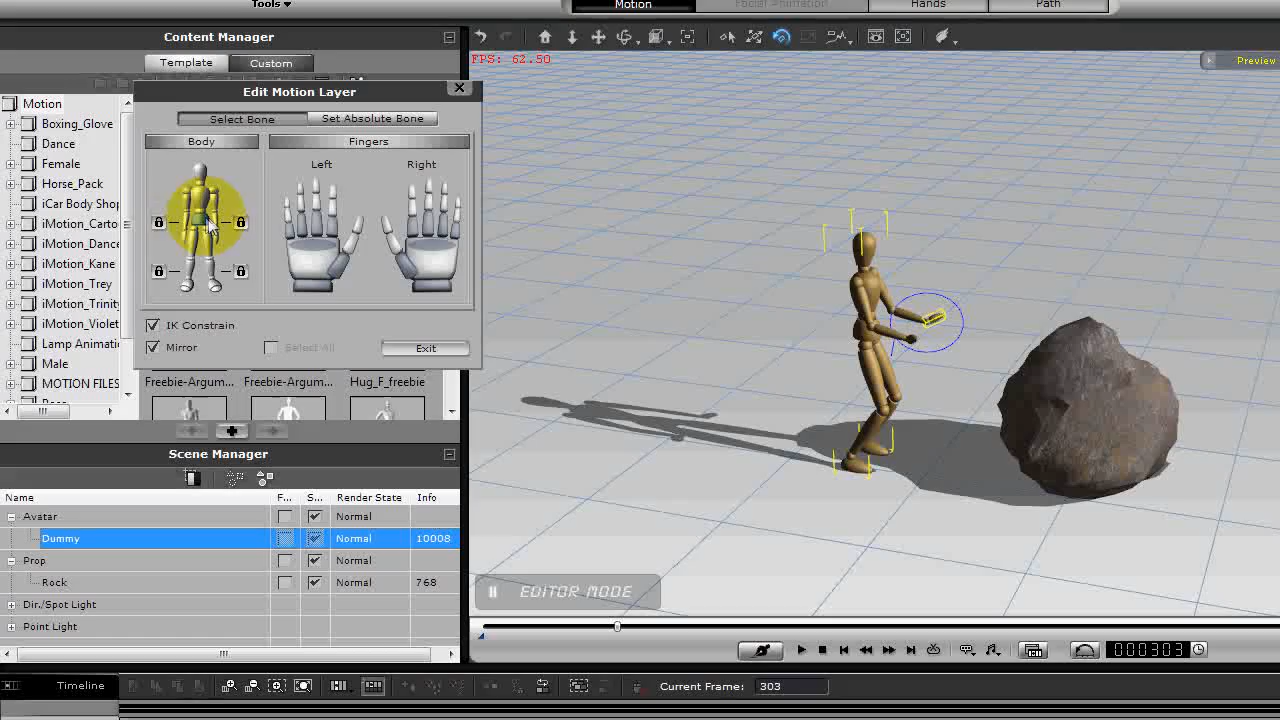 Tools
Motion
Facial Animation
Hands
Path
Content Manager
Template
Custom
FPS: 62.50
Preview
Edit Motion Layer
Select Bone
Set Absolute Bone
Body
Fingers
Left
Right
IK Constrain
Mirror
Select All
Exit
Motion
Boxing_Glove
Dance
Female
Horse_Pack
iCar Body Shop
iMotion_Carto
iMotion_Dance
iMotion_Kane
iMotion_Trey
iMotion_Trinity
iMotion_Violet
Lamp Animati
Male
MOTION FILES
Freebie-Argum...
Freebie-Argum...
Hug_F_freebie
Scene Manager
Name
F...
S...
Render State
Info
Avatar
Normal
Dummy
Normal
10008
Prop
Normal
Rock
Normal
768
Dir./Spot Light
Point Light
EDITOR MODE
000303
Timeline
Current Frame:
303